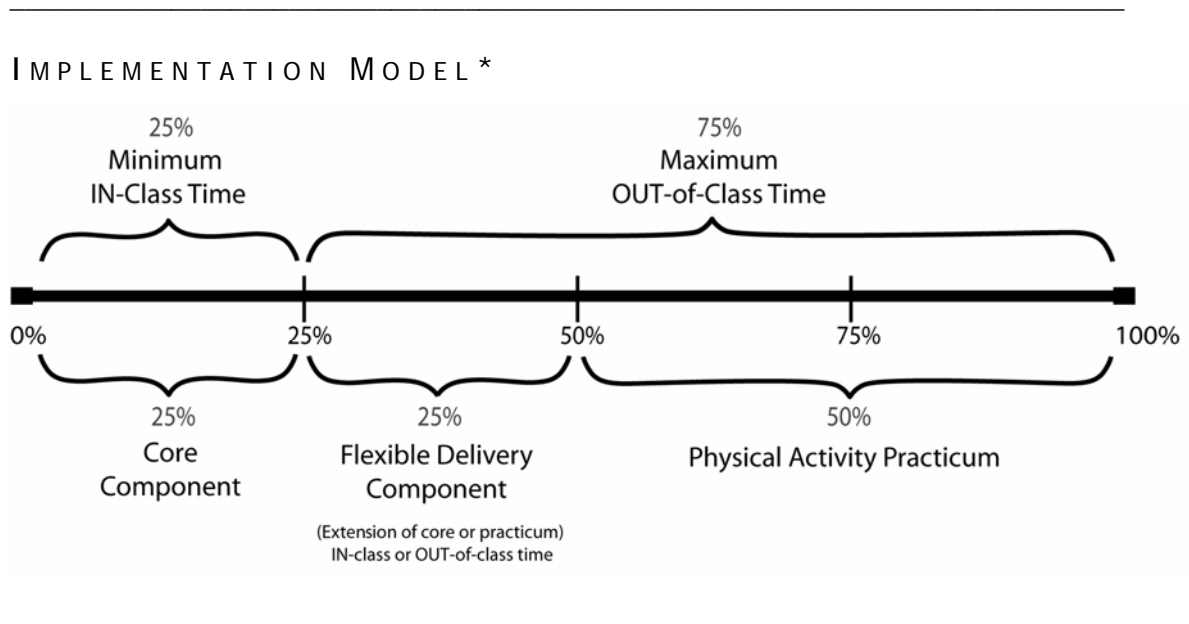 IMPLEMENTATION MODEL*
25%
Minimum
IN-Class Time
75%
Maximum
OUT-of-Class Time
0%
25%
50%
75%
100%
25%
Core
Component
25%
Flexible Delivery
Component
(Extension of core or practicum)
IN-class or OUT-of-class time
50%
Physical Activity Practicum